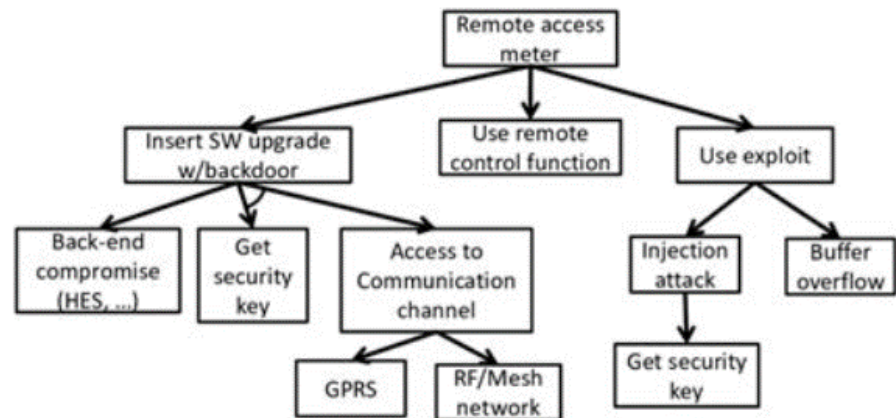 Remote access
meter
Insert SW upgrade
w/backdoor
Use remote
control function
Use exploit
Back-end
compromise
(HES, ...)
Get
security
key
Access to
Communication
channel
Injection
attack
Buffer
overflow
GPRS
RF/Mesh
network
Get security
key